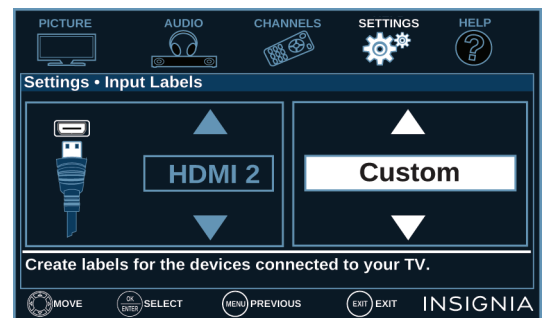 PICTURE AUDIO CHANNELS SETTINGS HELP
?
Settings • Input Labels
HDMI 2 Custom
Create labels for the devices connected to your TV.
MOVE OK ENTER SELECT MENU PREVIOUS EXIT EXIT INSIGNIA